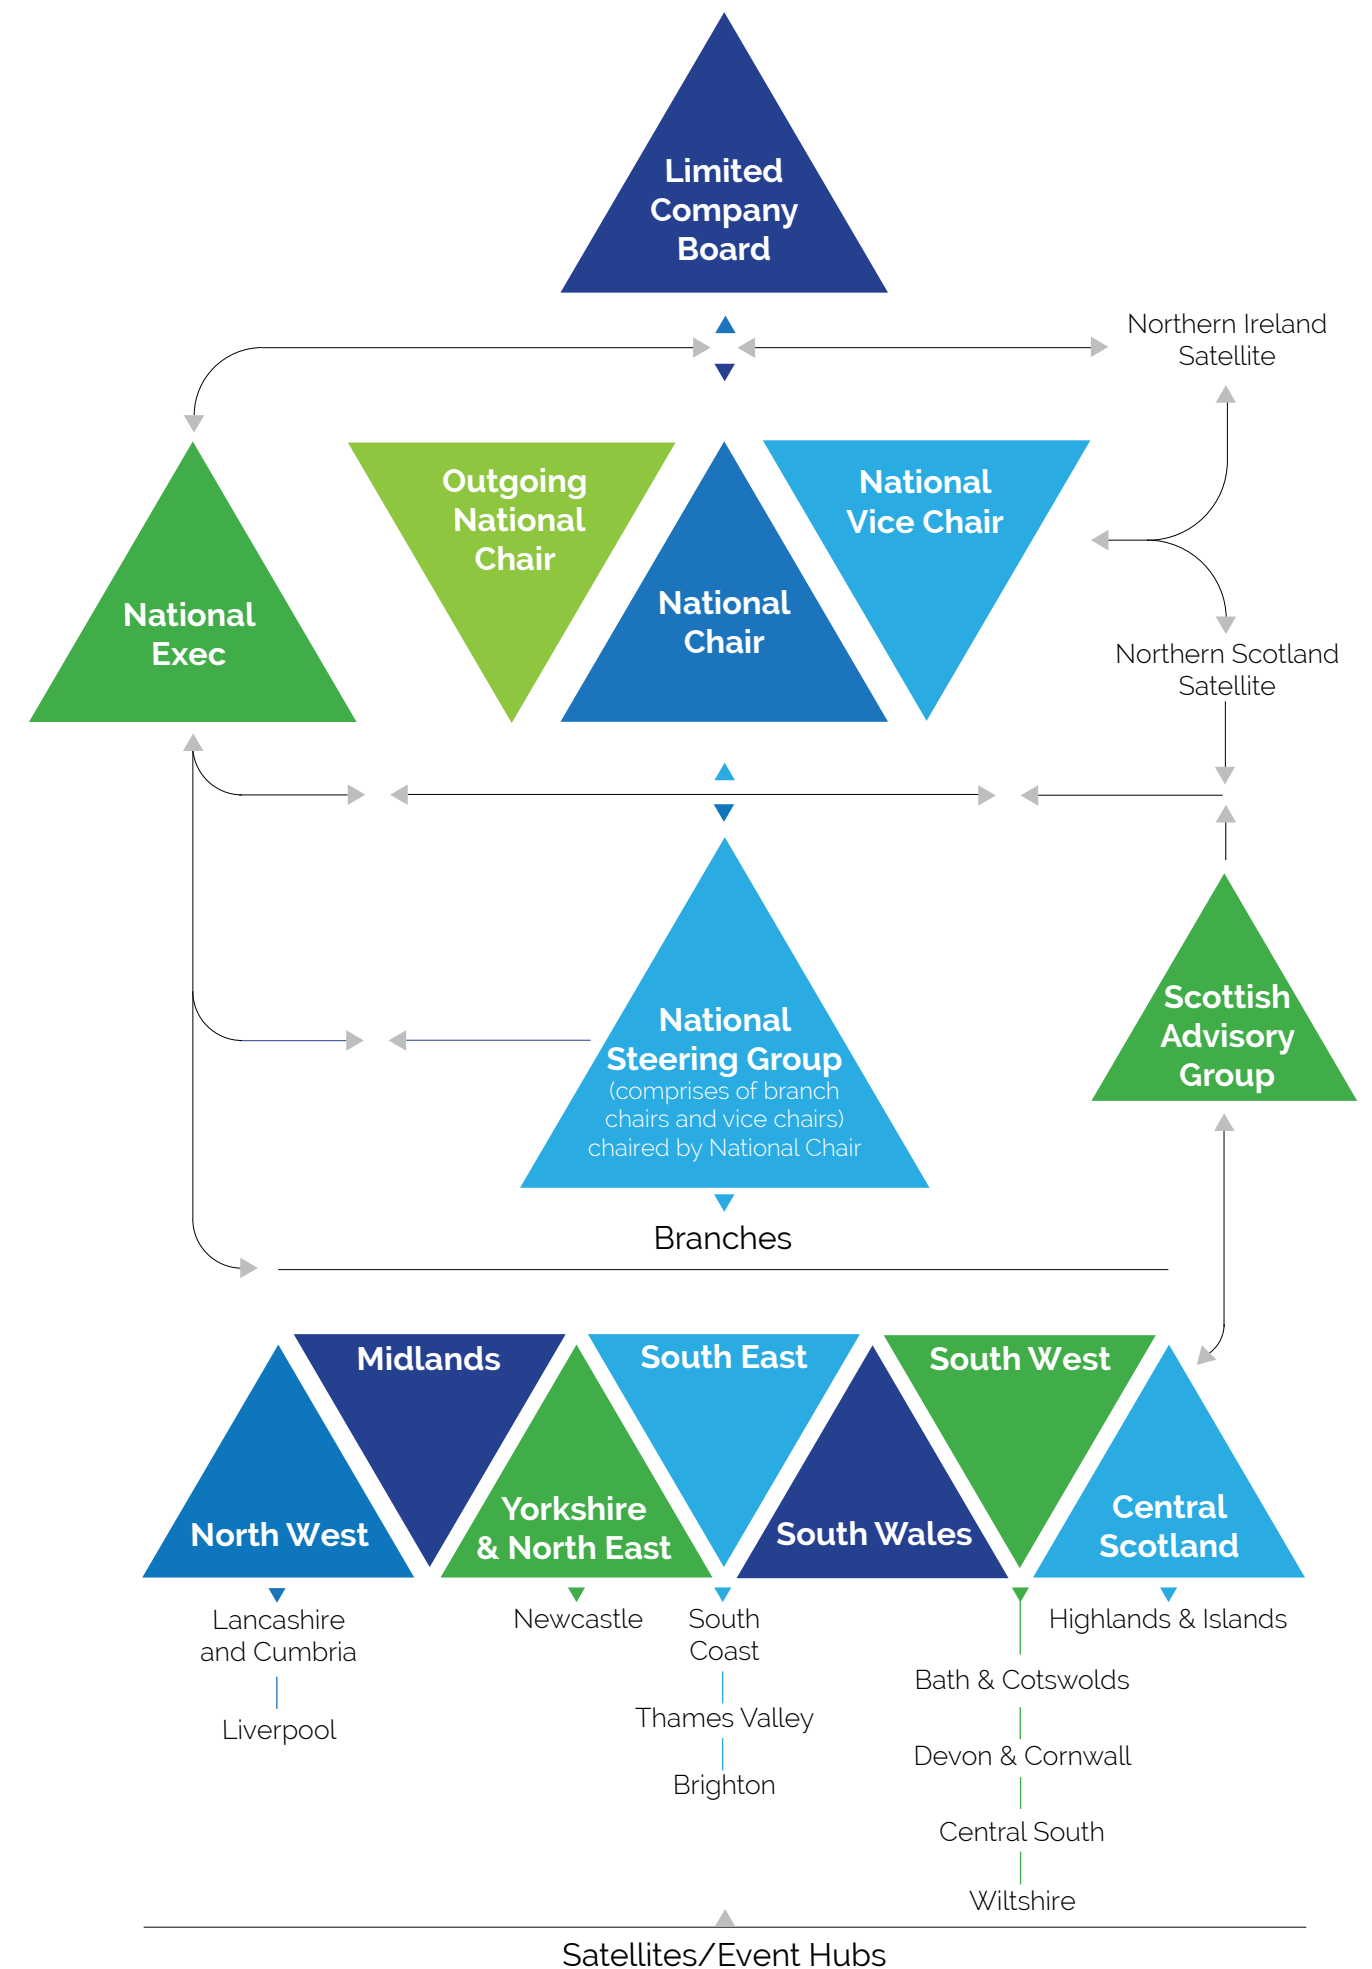 Limited
Company
Board
Northern Ireland
Satellite
Outgoing
National
Chair
National
Vice Chair
National
Exec
National
Chair
Northern Scotland
Satellite
National
Steering Group
(comprises of branch
chairs and vice chairs)
chaired by National Chair
Scottish
Advisory
Group
Branches
North West
Midlands
Yorkshire
& North East
South East
South Wales
South West
Central
Scotland
Lancashire
and Cumbria
Liverpool
Newcastle
South
Coast
Thames Valley
Brighton
Bath & Cotswolds
Devon & Cornwall
Central South
Wiltshire
Highlands & Islands
Satellites/Event Hubs